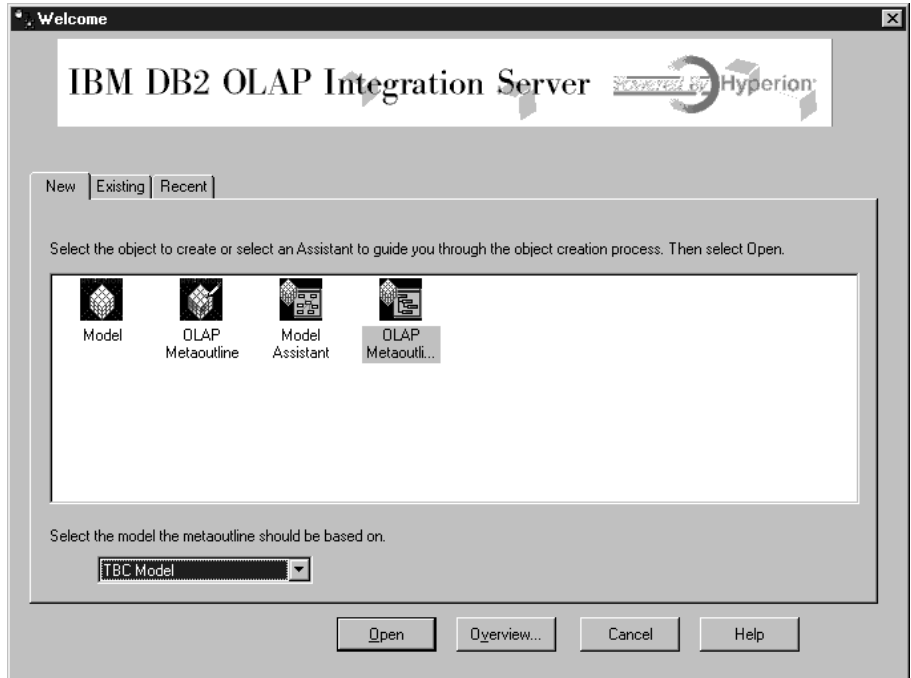 Welcome
IBM DB2 OLAP Integration Server Powered By Hyperion
New Existing Recent
Select the object to create or select an Assistant to guide you through the object creation process. Then select Open.
Model
OLAP Metaoutline
Model Assistant
OLAP Metaoutli...
Select the model the metaoutline should be based on.
TBC Model
Open Overview... Cancel Help